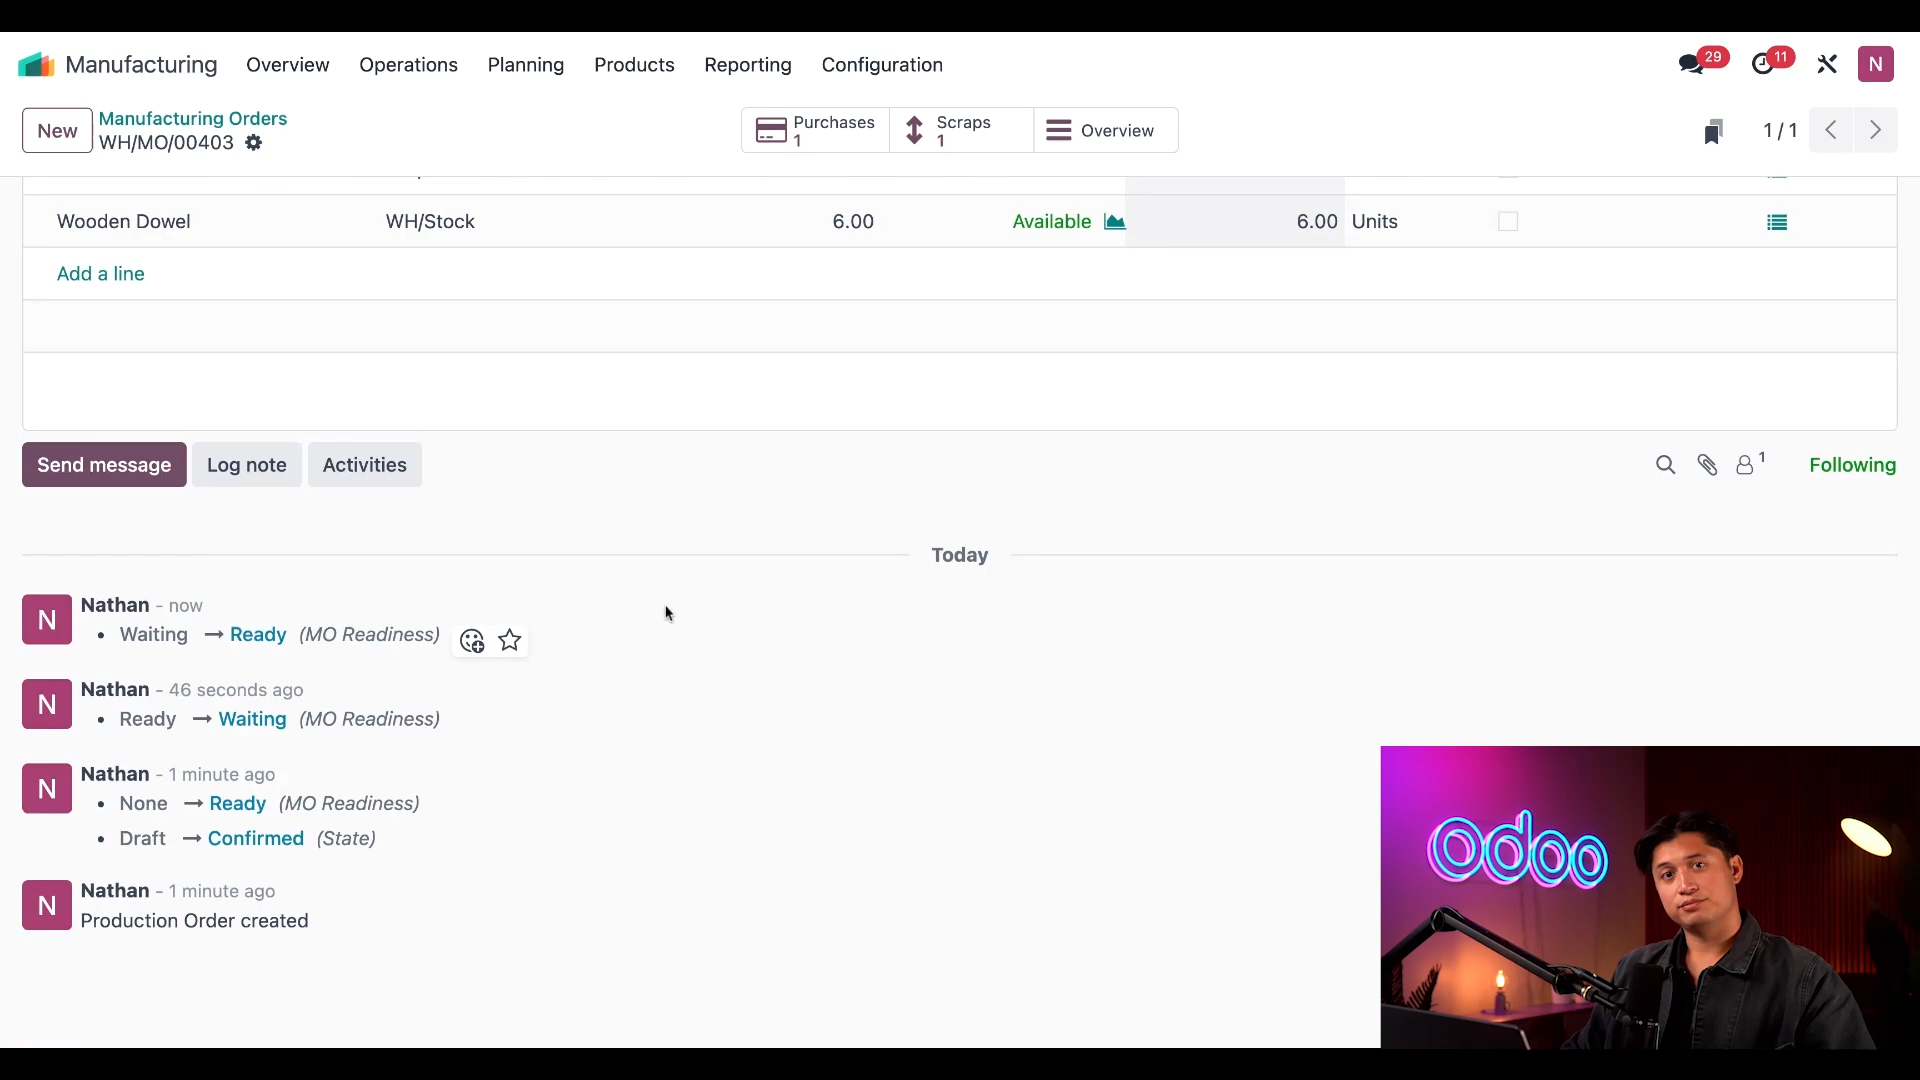 Manufacturing Overview Operations Planning Products Reporting Configuration 29 11 N
New Manufacturing Orders WH/MO/00403
Purchases 1 Scraps 1 Overview 1 / 1
Wooden Dowel WH/Stock 6.00 Available 6.00 Units
Add a line
Send message Log note Activities 1 Following
Today
N Nathan - now
• Waiting → Ready (MO Readiness)
N Nathan - 46 seconds ago
• Ready → Waiting (MO Readiness)
N Nathan - 1 minute ago
• None → Ready (MO Readiness)
• Draft → Confirmed (State)
N Nathan - 1 minute ago
Production Order created
odoo